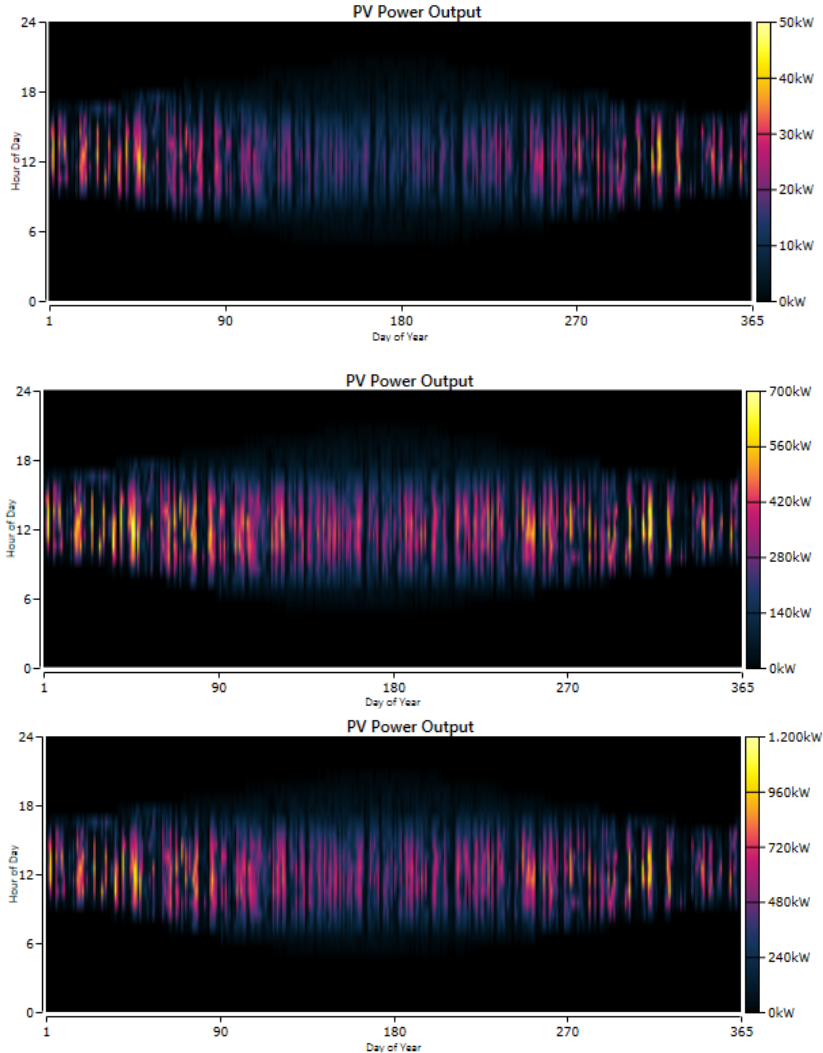 PV Power Output
24
18
12
6
0
Hour of Day
1
90
180
270
365
Day of Year
50kW
40kW
30kW
20kW
10kW
0kW
PV Power Output
24
18
12
6
0
Hour of Day
1
90
180
270
365
Day of Year
700kW
560kW
420kW
280kW
140kW
0kW
PV Power Output
24
18
12
6
0
Hour of Day
1
90
180
270
365
Day of Year
1.200kW
960kW
720kW
480kW
240kW
0kW